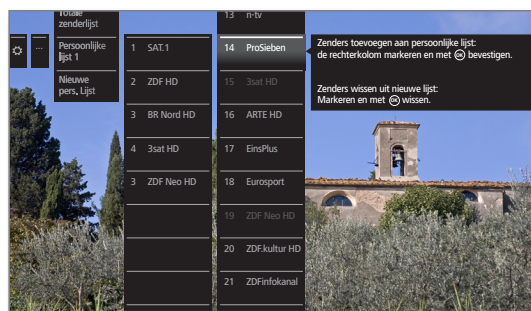 Totale
zenderlijst
Persoonlijke
lijst 1
Nieuwe
pers. Lijst
...
1 SAT.1
2 ZDF HD
3 BR Nord HD
4 3sat HD
3 ZDF Neo HD
13 n-tv
14 ProSieben
15 3sat HD
16 ARTE HD
17 EinsPlus
18 Eurosport
19 ZDF Neo HD
20 ZDF.kultur HD
21 ZDFinfokanal
Zenders toevoegen aan persoonlijke lijst:
de rechterkolom markeren en met OK bevestigen.
Zenders wissen uit nieuwe lijst:
Markeren en met OK wissen.